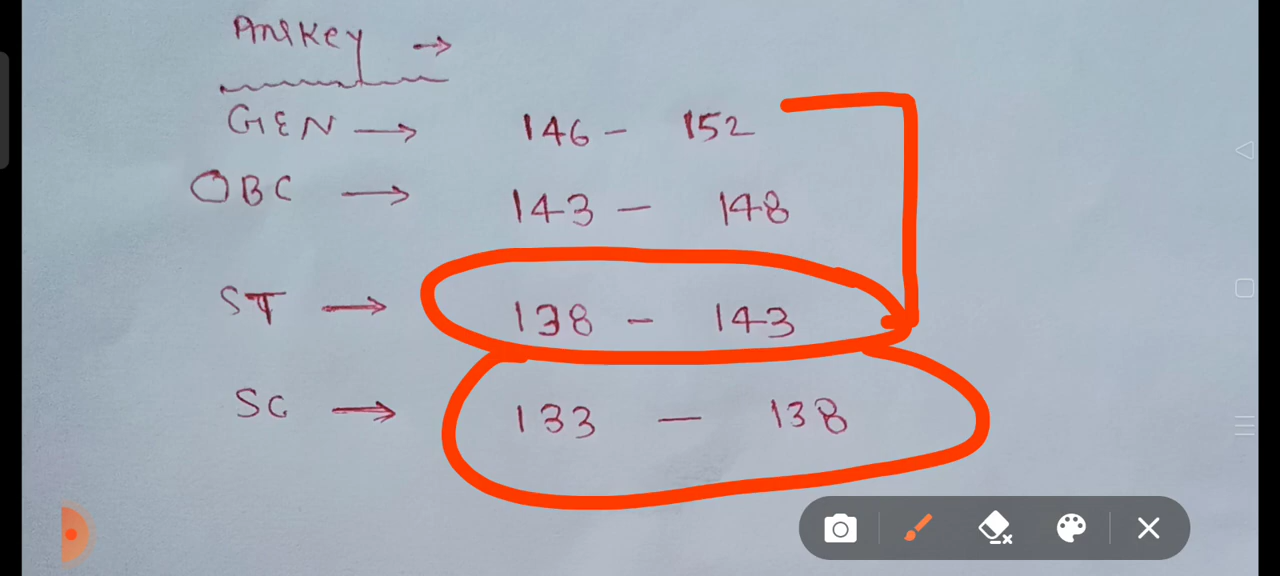 AnsKey →
GEN → 146 - 152
OBC → 143 - 148
ST → 138 - 143
SC → 133 - 138